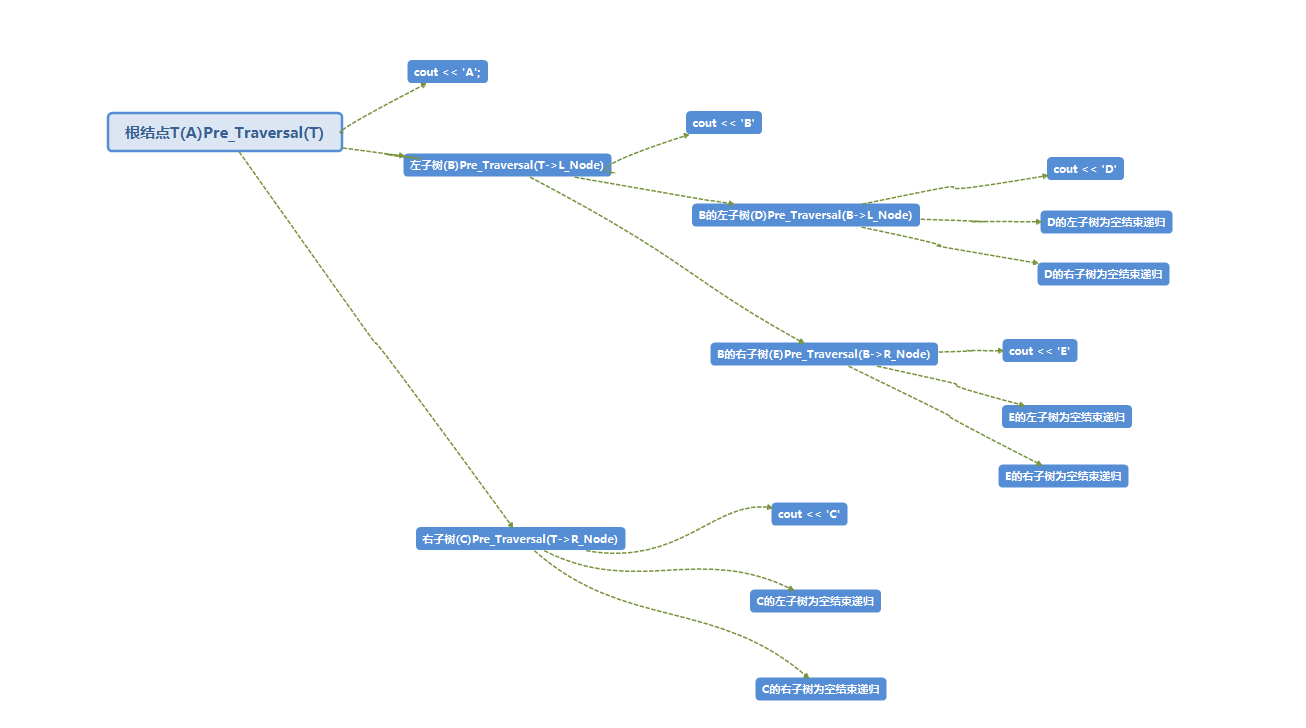 cout << 'A';
根结点T(A)Pre_Traversal(T)
左子树(B)Pre_Traversal(T->L_Node)
cout << 'B'
B的左子树(D)Pre_Traversal(B->L_Node)
cout << 'D'
D的左子树为空结束递归
D的右子树为空结束递归
B的右子树(E)Pre_Traversal(B->R_Node)
cout << 'E'
E的左子树为空结束递归
E的右子树为空结束递归
右子树(C)Pre_Traversal(T->R_Node)
cout << 'C'
C的左子树为空结束递归
C的右子树为空结束递归